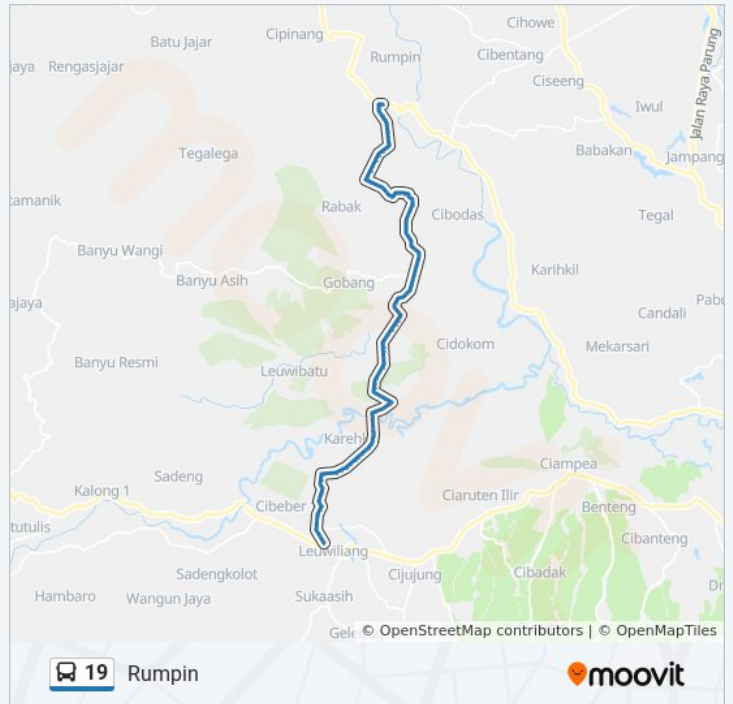 Cihowe
Cipinang
Batu Jajar
Rumpin
Cibentang
jaya
Rengasjajar
Ciseeng
Jalan Raya Parung
Iwul
Tegalega
Babakan
Jampang
amanik
Rabak
Cibodas
Tegal
Banyu Wangi
Karihkil
Banyu Asih
Gobang
ajaya
Pabu
Candali
Cidokom
Mekarsari
Banyu Resmi
Leuwibatu
Karehk
Ciampea
Sadeng
Kalong 1
Ciaruten Ilir
Cibeber
Benteng
tutulis
Cibanteng
Leuwiliang
Sadengkolot
Cijujung
Cibadak
Dr
Hambaro
Wangun Jaya
Sukaasih
Gele
© OpenStreetMap contributors | © OpenMapTiles
19 Rumpin
moovit